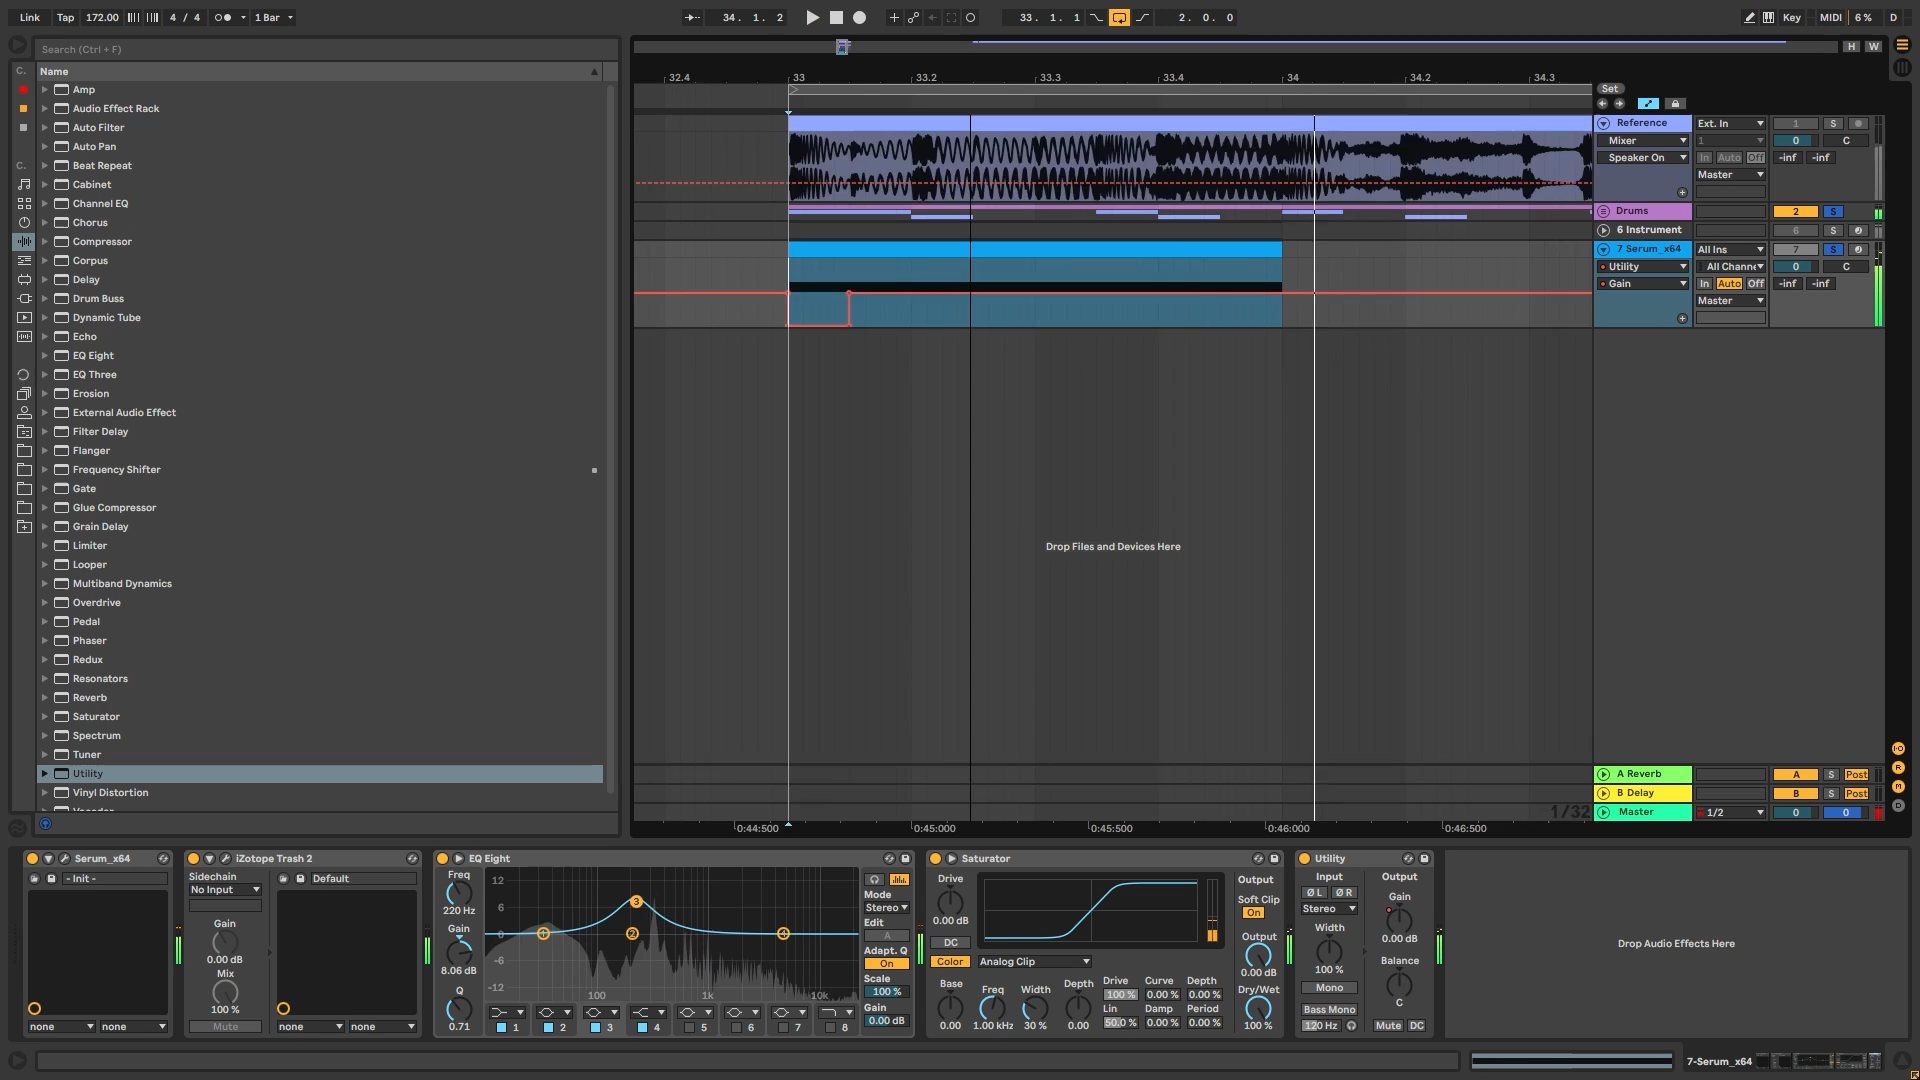 Link Tap 172.00 4 / 4 1 Bar 34. 1. 2 33. 1. 1 2. 0. 0 Key MIDI 6 % D
Search (Ctrl + F)
H W
C. Name
32.4 33 33.2 33.3 33.4 34 34.2 34.3
Set
Amp
Audio Effect Rack
Auto Filter
Auto Pan
Beat Repeat
C.
Cabinet
Channel EQ
Chorus
Compressor
Corpus
Delay
Drum Buss
Dynamic Tube
Echo
EQ Eight
EQ Three
Erosion
External Audio Effect
Filter Delay
Flanger
Frequency Shifter
Gate
Glue Compressor
Grain Delay
Limiter
Looper
Multiband Dynamics
Overdrive
Pedal
Phaser
Redux
Resonators
Reverb
Saturator
Spectrum
Tuner
Utility
Vinyl Distortion
Vocoder
Reference Ext. In 1 S
Mixer 1 0 C
Speaker On In Auto Off -inf -inf
Master
Drums 2 S
6 Instrument 6 S
7 Serum_x64 All Ins 7 S
Utility All Channe 0 C
Gain In Auto Off -inf -inf
Master
Drop Files and Devices Here
A Reverb A S Post
B Delay B S Post
1/32 Master 1/2 0 0
0:44:500 0:45:000 0:45:500 0:46:000 0:46:500
R
M
D
Serum_x64
- Init -
none none
iZotope Trash 2
Sidechain
No Input
Default
Gain
0.00 dB
Mix
100 %
Mute
none none
EQ Eight
Freq
220 Hz
Gain
8.06 dB
Q
0.71
12
6
0
-6
-12
100 1k 10k
1 2 3 4
1 2 3 4 5 6 7 8
Mode
Stereo
Edit
A
Adapt. Q
On
Scale
100 %
Gain
0.00 dB
Saturator
Drive
0.00 dB
DC
Color Analog Clip
Base
0.00
Freq
1.00 kHz
Width
30 %
Depth
0.00
Drive Curve Depth
100 % 0.00 % 0.00 %
Lin Damp Period
50.0 % 0.00 % 0.00 %
Output
Soft Clip
On
Output
0.00 dB
Dry/Wet
100 %
Utility
Input Output
Ø L Ø R
Stereo
Width
100 %
Mono
Bass Mono
120 Hz
Gain
0.00 dB
Balance
C
Mute DC
Drop Audio Effects Here
7-Serum_x64